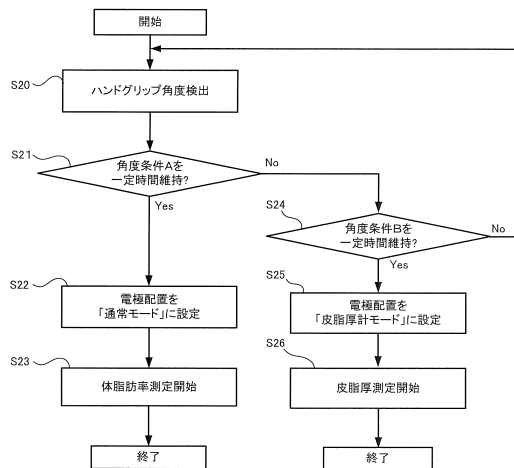 開始
S20
ハンドグリップ角度検出
S21
角度条件Aを
一定時間維持?
No
Yes
S24
角度条件Bを
一定時間維持?
No
Yes
S22
電極配置を
「通常モード」に設定
S25
電極配置を
「皮脂厚計モード」に設定
S23
体脂肪率測定開始
S26
皮脂厚測定開始
終了
終了